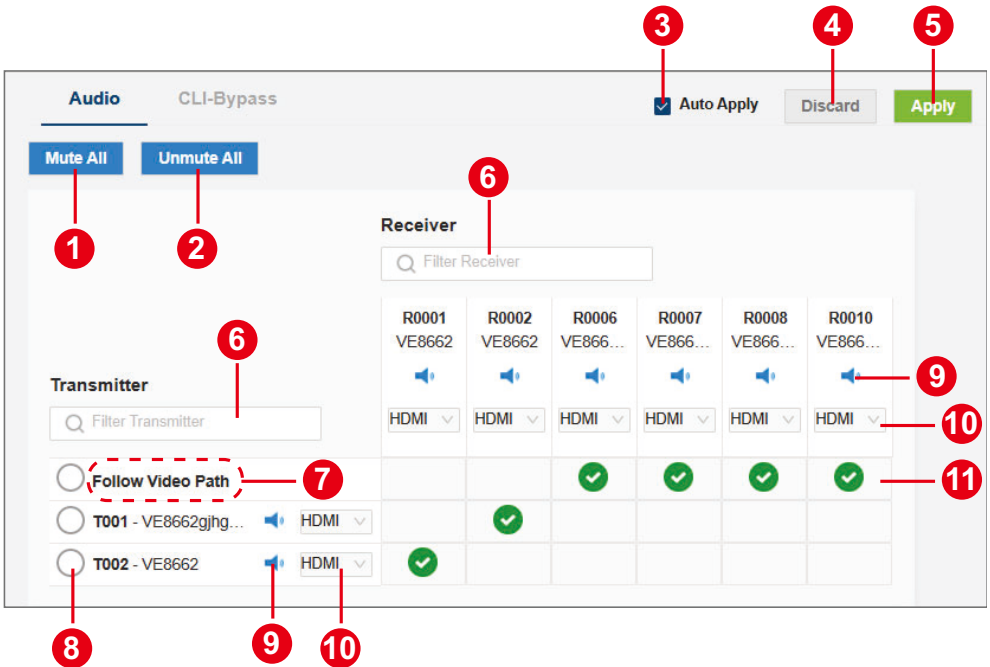 3 4 5
Audio CLI-Bypass Auto Apply Discard Apply
Mute All Unmute All
6
1 2 Receiver
Filter Receiver
R0001 R0002 R0006 R0007 R0008 R0010
6 VE8662 VE8662 VE866... VE866... VE866... VE866...
Transmitter 9
Filter Transmitter HDMI HDMI HDMI HDMI HDMI HDMI 10
Follow Video Path 7 11
T001 - VE8662gjhg... HDMI
T002 - VE8662 HDMI
8 9 10